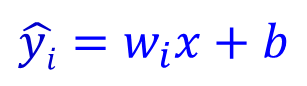 ŷᵢ = wᵢx + b